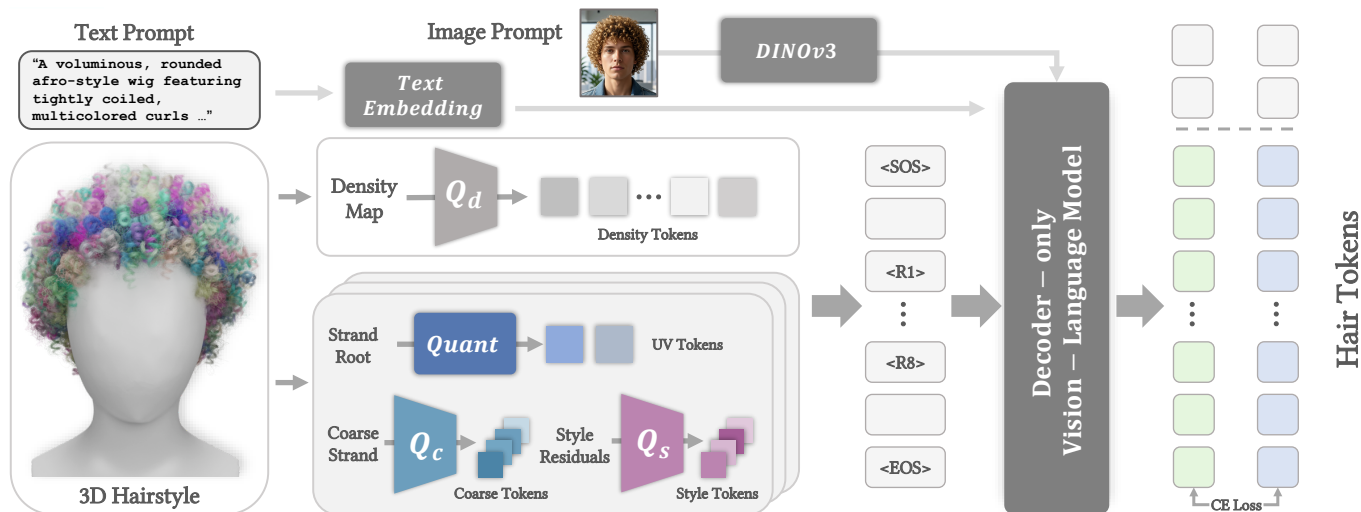 Text Prompt
"A voluminous, rounded
afro-style wig featuring
tightly coiled,
multicolored curls …"
Image Prompt
DINOv3
Text
Embedding
3D Hairstyle
Density
Map
Q_d
Density Tokens
Strand
Root
Quant
UV Tokens
Coarse
Strand
Q_c
Coarse Tokens
Style
Residuals
Q_s
Style Tokens
<SOS>
<R1>
<R8>
<EOS>
Decoder – only
Vision – Language Model
CE Loss
Hair Tokens